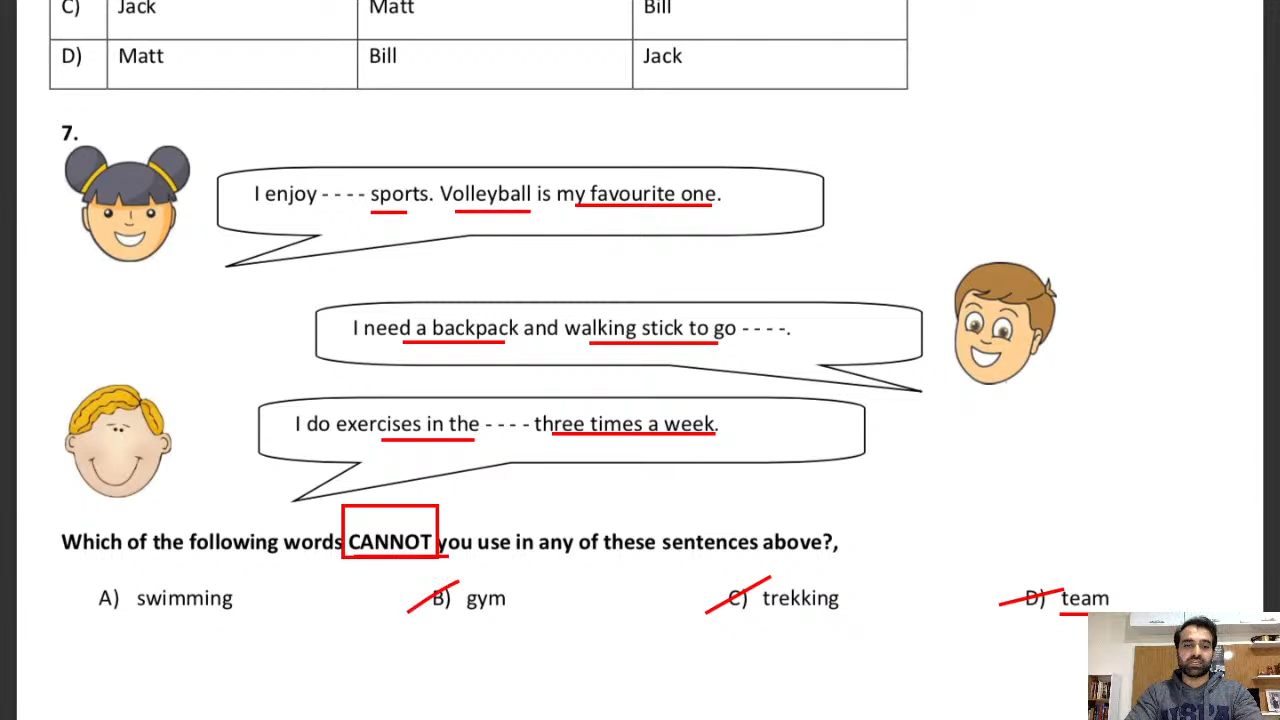 C) Jack Matt Bill
D) Matt Bill Jack
7.
I enjoy - - - - sports. Volleyball is my favourite one.
I need a backpack and walking stick to go - - - -.
I do exercises in the - - - - three times a week.
Which of the following words CANNOT you use in any of these sentences above?,
A) swimming B) gym C) trekking D) team